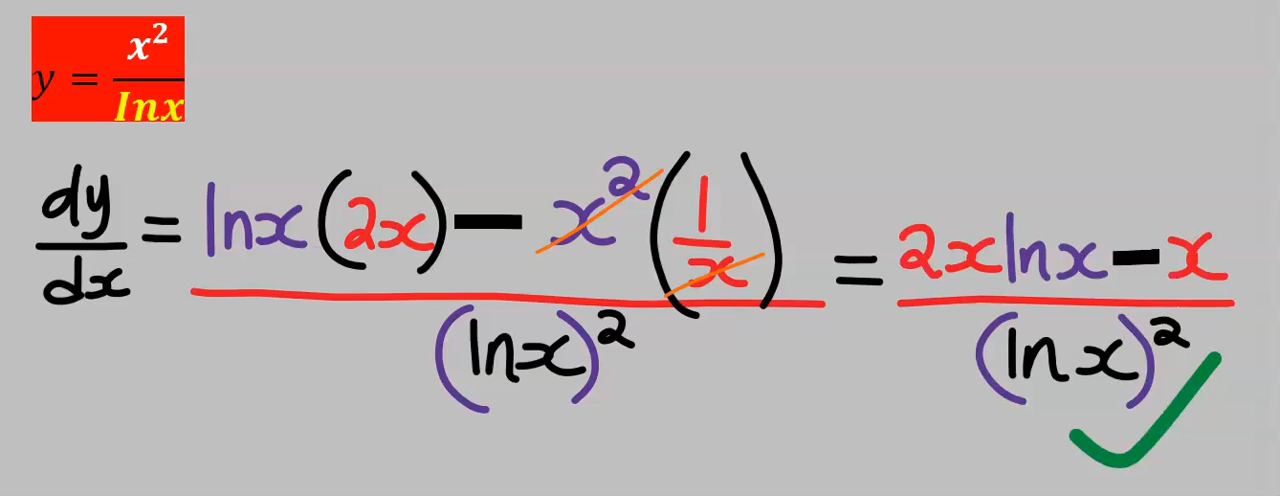 y = x²/Inx
dy/dx = lnx(2x) − x²(1/x) / (lnx)² = 2xlnx − x / (lnx)²